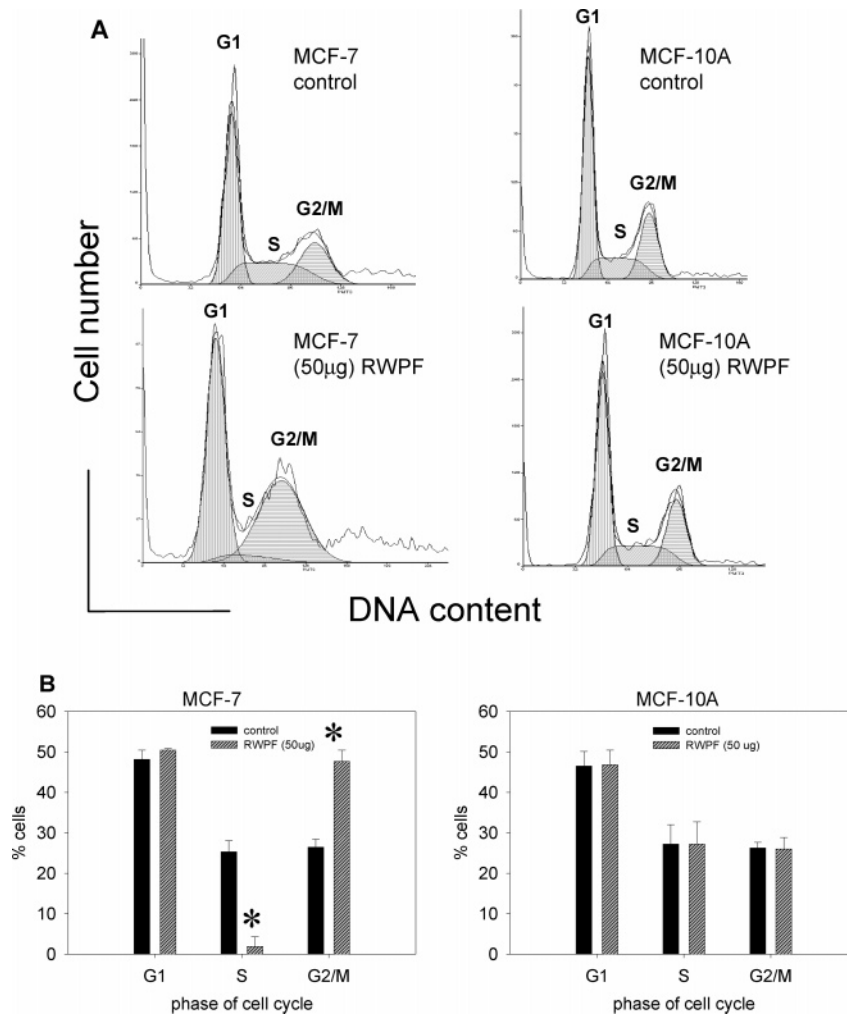 A
G1
S
G2/M
MCF-7
control
G1
S
G2/M
MCF-10A
control
G1
S
G2/M
MCF-7
(50µg) RWPF
G1
S
G2/M
MCF-10A
(50µg) RWPF
Cell number
DNA content
B
MCF-7
60
50
40
30
20
10
0
% cells
control
RWPF (50ug)
*
*
G1 S G2/M
phase of cell cycle
MCF-10A
60
50
40
30
20
10
0
% cells
control
RWPF (50 ug)
G1 S G2/M
phase of cell cycle